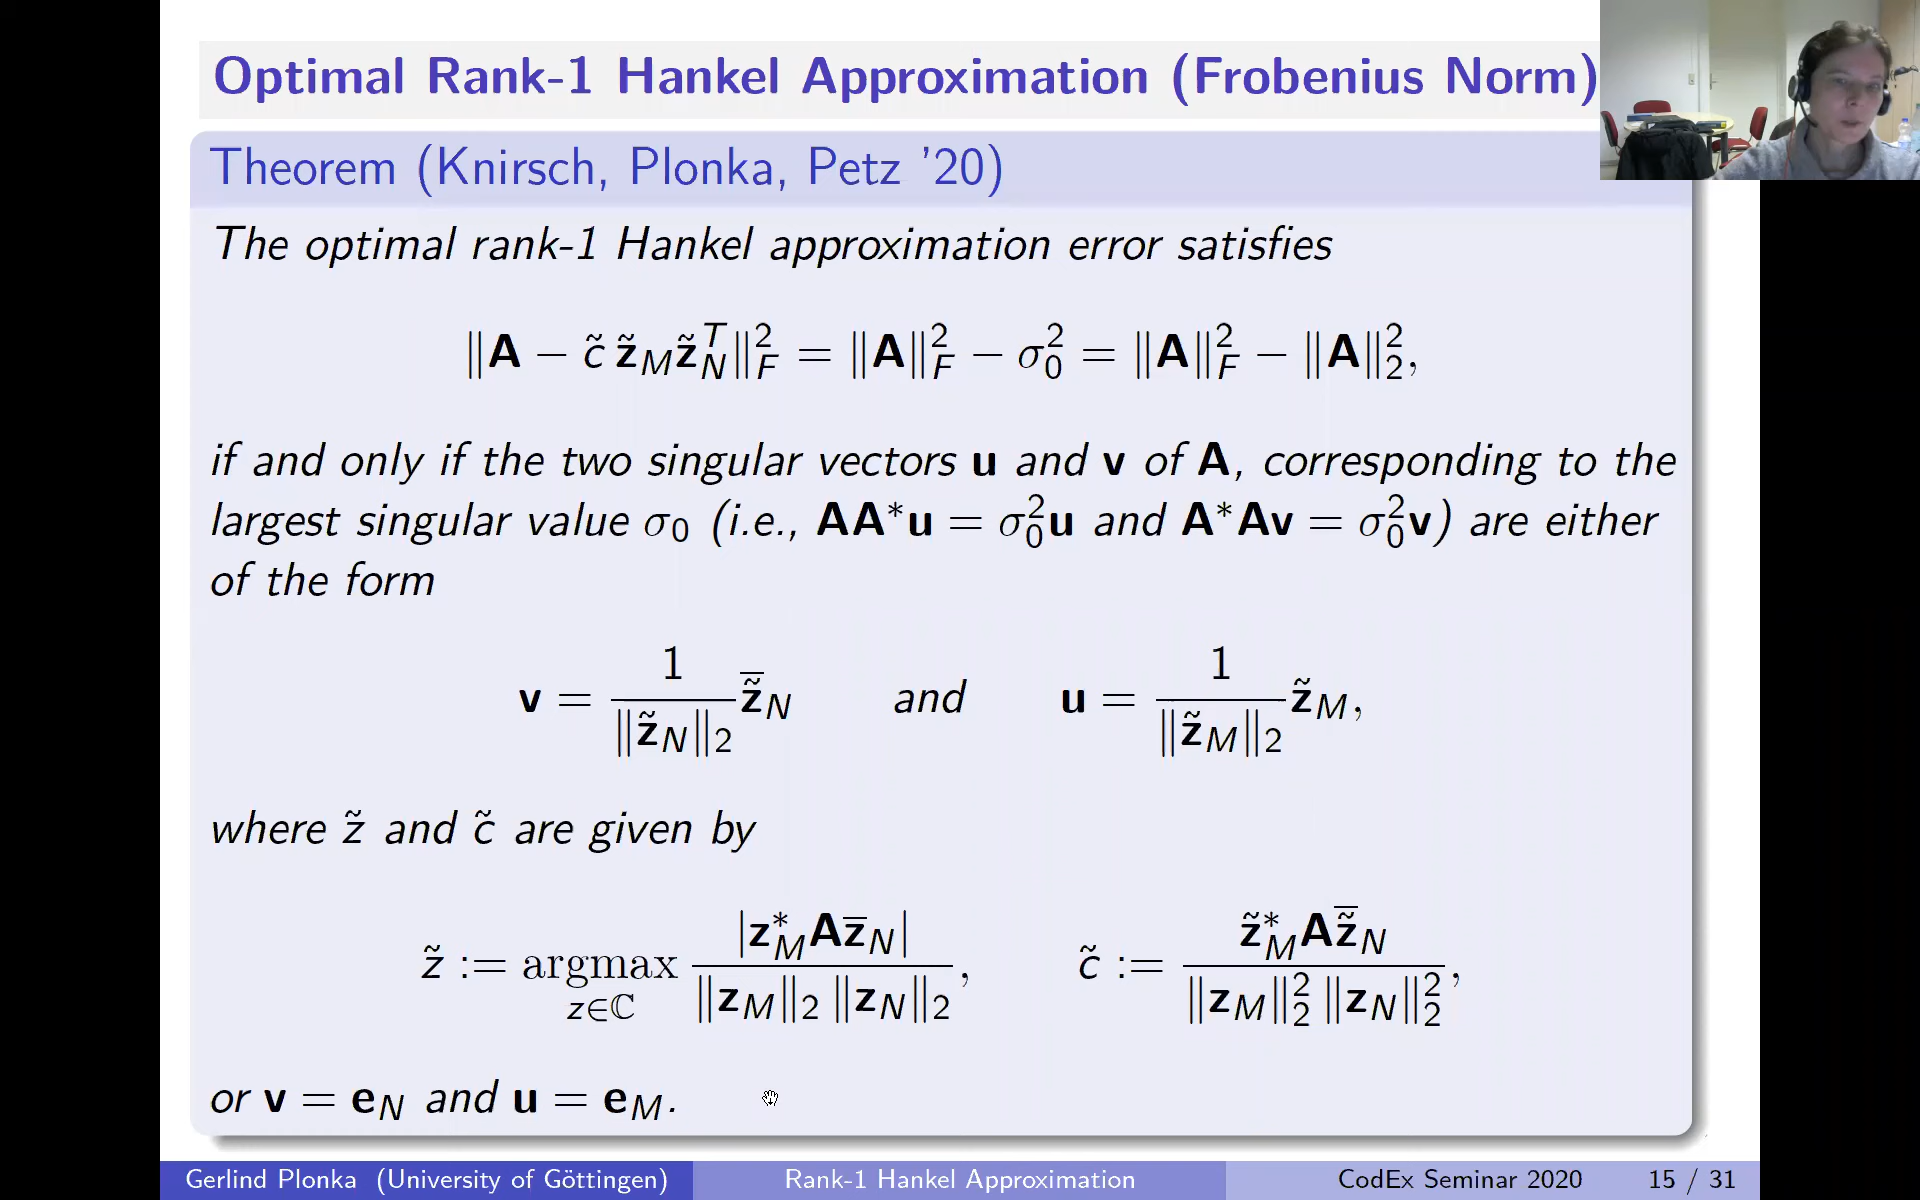 Optimal Rank-1 Hankel Approximation (Frobenius Norm)
Theorem (Knirsch, Plonka, Petz '20)
The optimal rank-1 Hankel approximation error satisfies
‖A − c̃ z̃_M z̃_N^T‖_F^2 = ‖A‖_F^2 − σ_0^2 = ‖A‖_F^2 − ‖A‖_2^2,
if and only if the two singular vectors u and v of A, corresponding to the
largest singular value σ_0 (i.e., AA*u = σ_0^2 u and A*Av = σ_0^2 v) are either
of the form
v = 1/‖z̃_N‖_2 \overline{z̃}_N and u = 1/‖z̃_M‖_2 z̃_M,
where z̃ and c̃ are given by
z̃ := argmax_{z∈ℂ} |z_M^* A \overline{z}_N| / (‖z_M‖_2 ‖z_N‖_2), c̃ := z̃_M^* A \overline{z̃}_N / (‖z_M‖_2^2 ‖z_N‖_2^2),
or v = e_N and u = e_M.
Gerlind Plonka (University of Göttingen) Rank-1 Hankel Approximation CodEx Seminar 2020 15 / 31